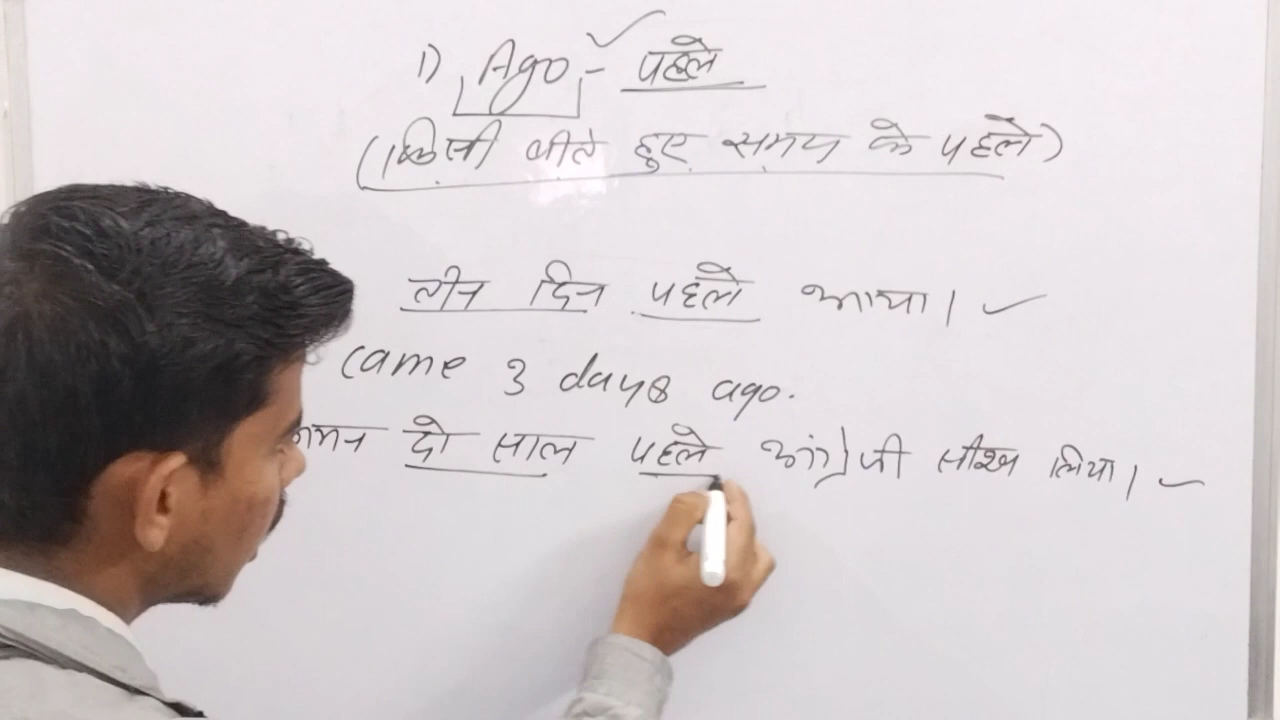 1) Ago - पहले
(किसी बीते हुए समय के पहले)
तीन दिन पहले आया।
came 3 days ago.
दो साल पहले अंग्रेजी सीख लिया।